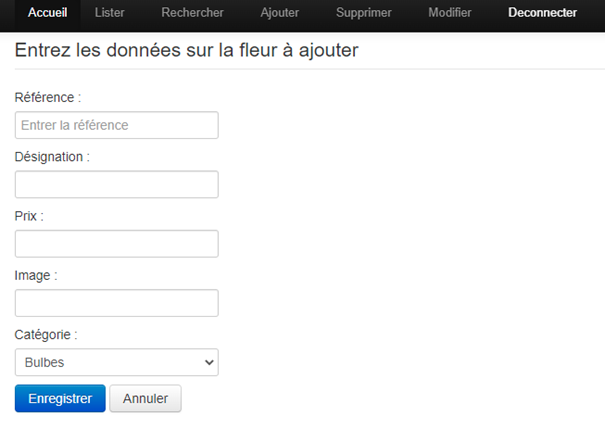 Accueil Lister Rechercher Ajouter Supprimer Modifier Deconnecter
Entrez les données sur la fleur à ajouter
Référence :
Entrer la référence
Désignation :
Prix :
Image :
Catégorie :
Bulbes
Enregistrer Annuler